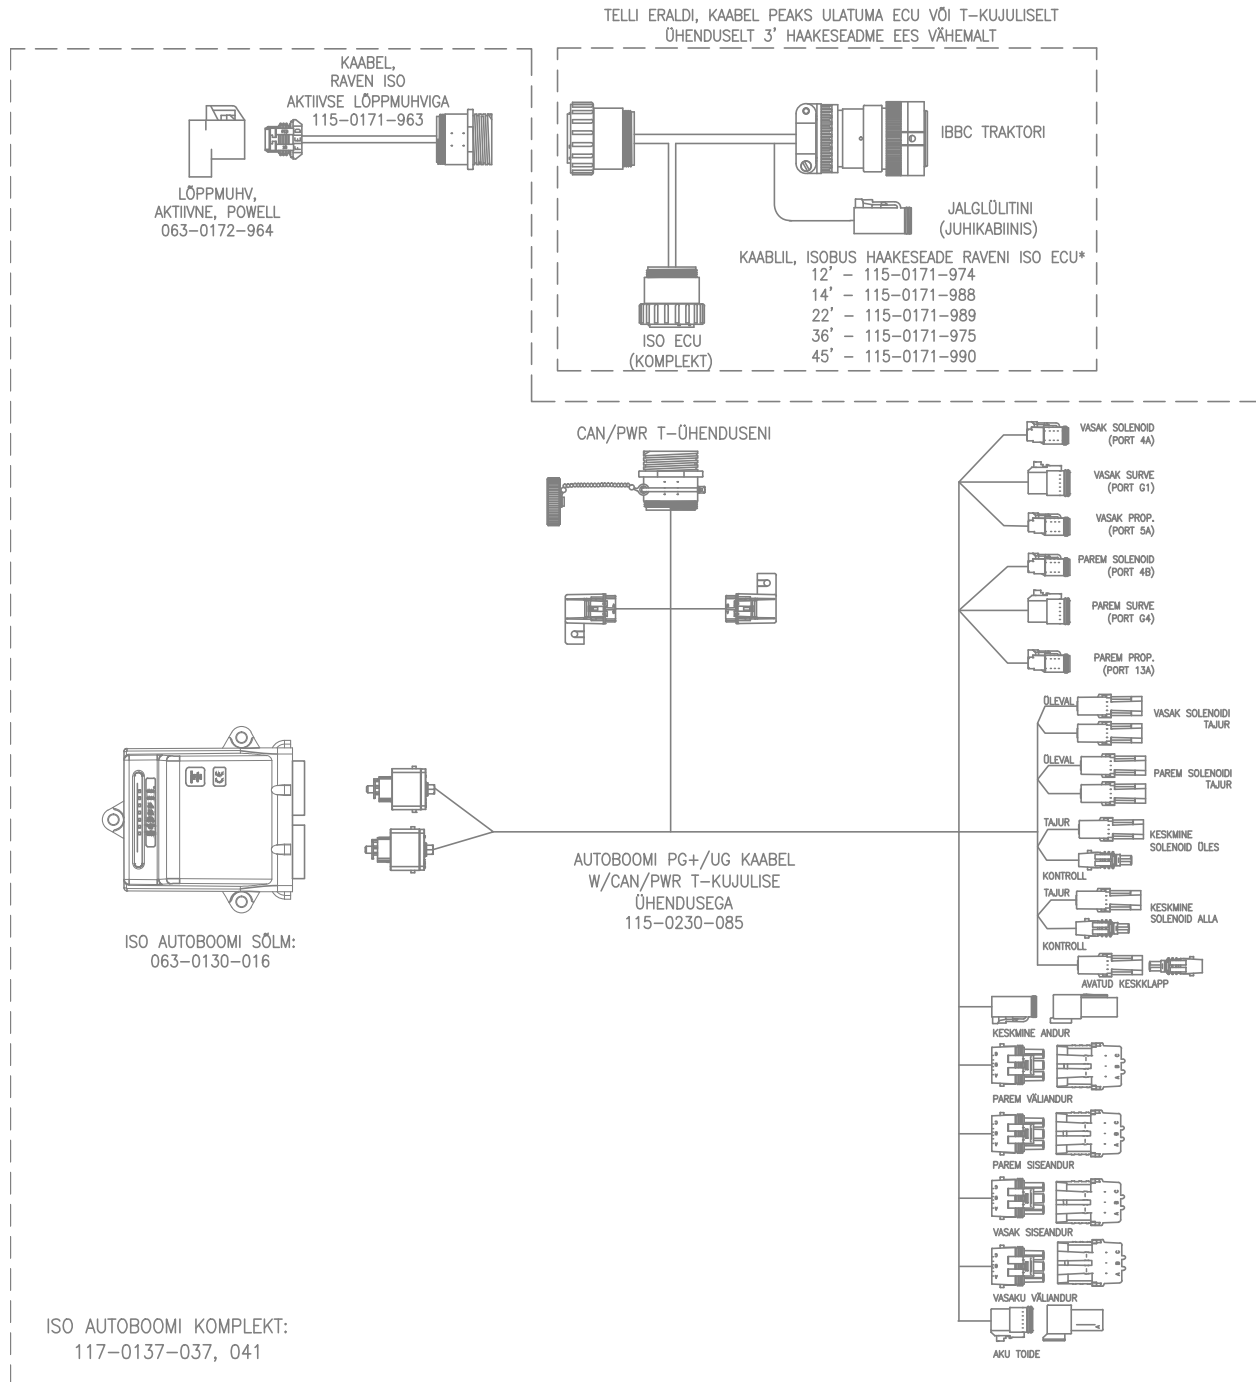 TELLI ERALDI, KAABEL PEAKS ULATUMA ECU VÕI T-KUJULISELT
ÜHENDUSELT 3' HAAKESEADME EES VÄHEMALT
KAABEL,
RAVEN ISO
AKTIIVSE LÕPPMUHVIGA
115-0171-963
LÕPPMUHV,
AKTIIVNE, POWELL
063-0172-964
IBBC TRAKTORI
JALGLÜLITINI
(JUHIKABIINIS)
KAABLIL, ISOBUS HAAKESEADE RAVENI ISO ECU*
12' – 115-0171-974
14' – 115-0171-988
22' – 115-0171-989
36' – 115-0171-975
45' – 115-0171-990
ISO ECU
(KOMPLEKT)
CAN/PWR T-ÜHENDUSENI
VASAK SOLENOID
(PORT 4A)
VASAK SURVE
(PORT G1)
VASAK PROP.
(PORT 5A)
PAREM SOLENOID
(PORT 4B)
PAREM SURVE
(PORT G4)
PAREM PROP.
(PORT 13A)
ÜLEVAL
VASAK SOLENOIDI
TAJUR
ÜLEVAL
PAREM SOLENOIDI
TAJUR
TAJUR
KESKMINE
SOLENOID ÜLES
KONTROLL
TAJUR
KESKMINE
SOLENOID ALLA
KONTROLL
AVATUD KESKKLAPP
AUTOBOOMI PG+/UG KAABEL
W/CAN/PWR T-KUJULISE
ÜHENDUSEGA
115-0230-085
ISO AUTOBOOMI SÕLM:
063-0130-016
KESKMINE ANDUR
PAREM VÄLIANDUR
PAREM SISEANDUR
VASAK SISEANDUR
VASAKU VÄLIANDUR
AKU TOIDE
ISO AUTOBOOMI KOMPLEKT:
117-0137-037, 041